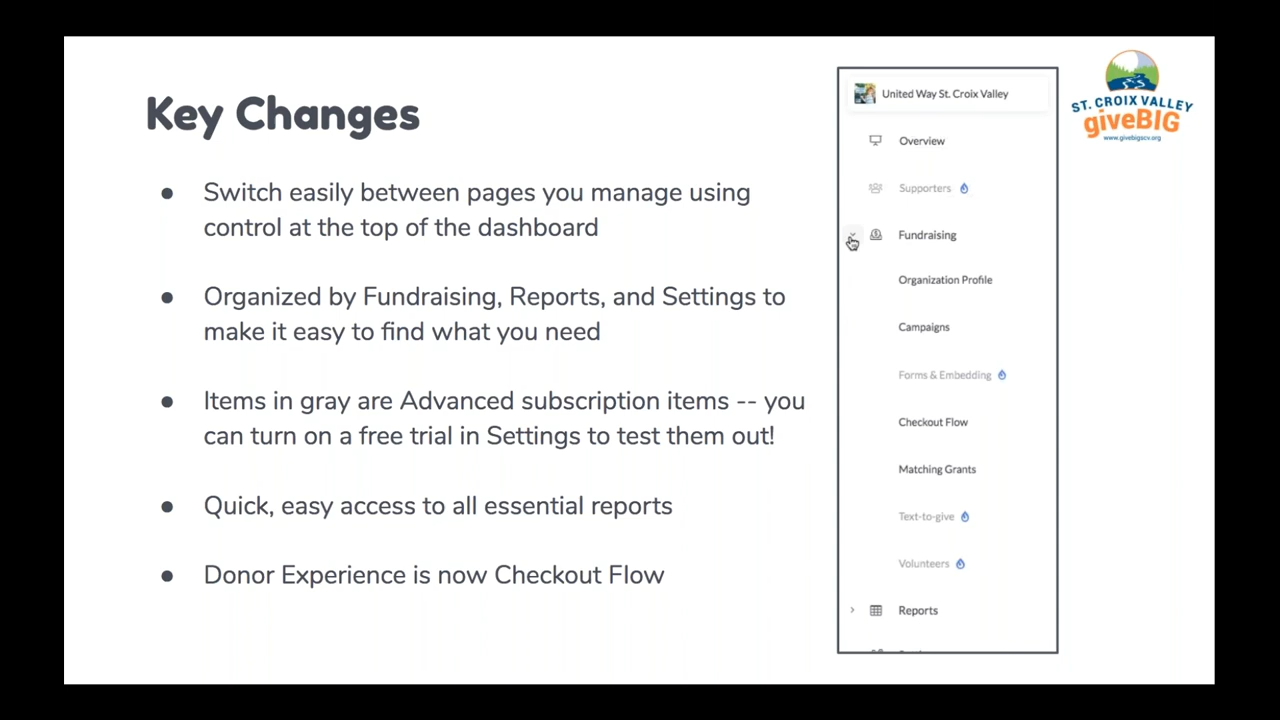 Key Changes
Switch easily between pages you manage using
control at the top of the dashboard
Organized by Fundraising, Reports, and Settings to
make it easy to find what you need
Items in gray are Advanced subscription items -- you
can turn on a free trial in Settings to test them out!
Quick, easy access to all essential reports
Donor Experience is now Checkout Flow
United Way St. Croix Valley
Overview
Supporters
Fundraising
Organization Profile
Campaigns
Forms & Embedding
Checkout Flow
Matching Grants
Text-to-give
Volunteers
Reports
ST. CROIX VALLEY
giveBIG
www.givebigscv.org